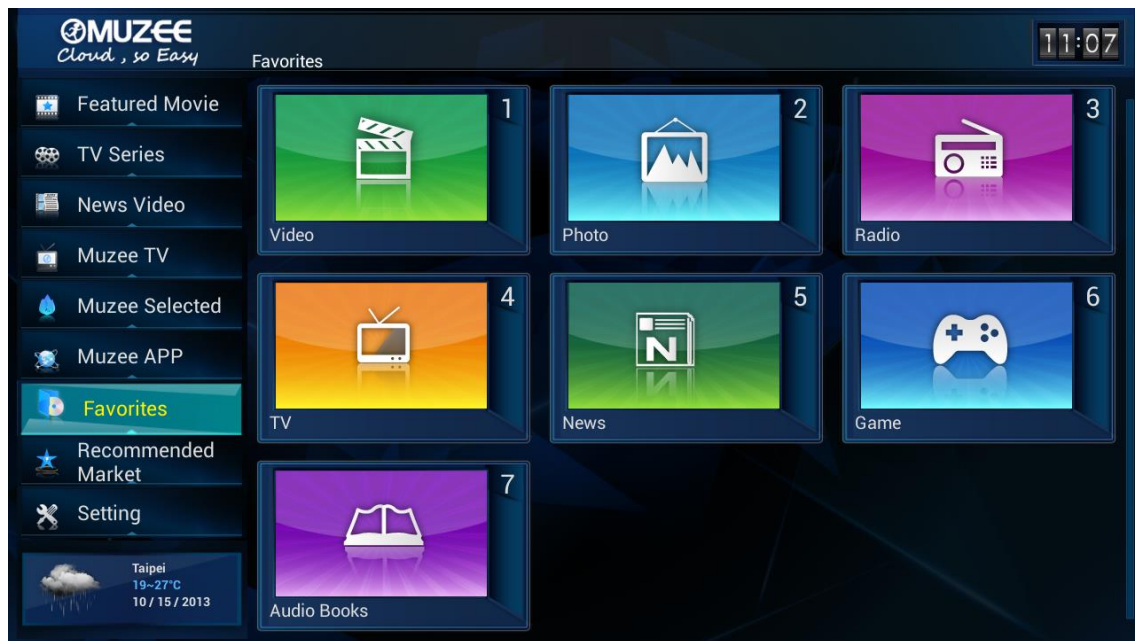 MUZEE
Cloud , so Easy
Favorites
11:07
Featured Movie
TV Series
News Video
Muzee TV
Muzee Selected
Muzee APP
Favorites
Recommended
Market
Setting
Taipei
19~27°C
10 / 15 / 2013
1
Video
2
Photo
3
Radio
4
TV
5
N
News
6
Game
7
Audio Books